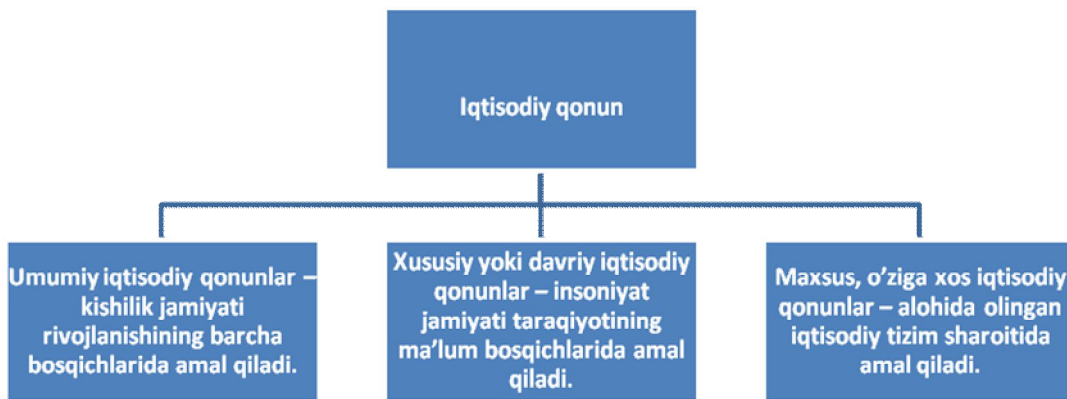 Iqtisodiy qonun
Umumiy iqtisodiy qonunlar –
kishilik jamiyati
rivojlanishining barcha
bosqichlarida amal qiladi.
Xususiy yoki davriy iqtisodiy
qonunlar – insoniyat
jamiyati taraqiyotining
ma’lum bosqichlarida amal
qiladi.
Maxsus, o’ziga xos iqtisodiy
qonunlar – alohida olingan
iqtisodiy tizim sharoitida
amal qiladi.